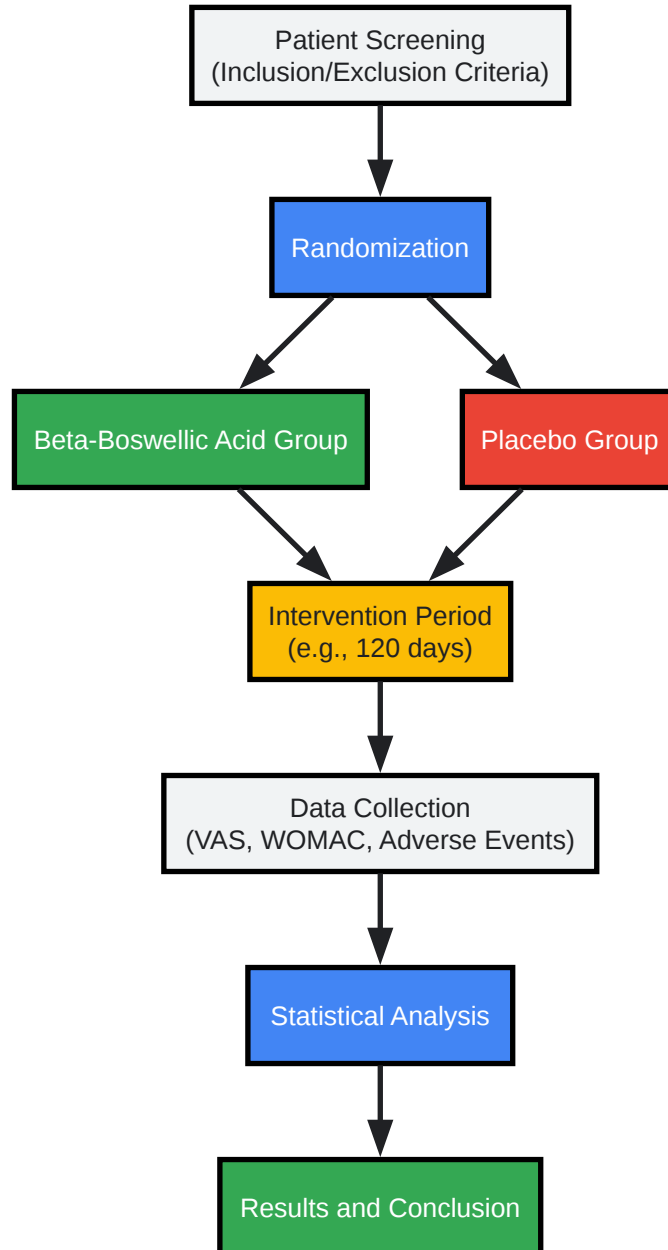 Patient Screening
(Inclusion/Exclusion Criteria)
Randomization
Beta-Boswellic Acid Group
Placebo Group
Intervention Period
(e.g., 120 days)
Data Collection
(VAS, WOMAC, Adverse Events)
Statistical Analysis
Results and Conclusion